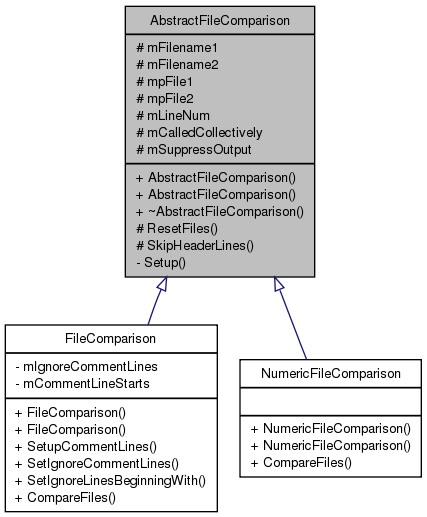 AbstractFileComparison
# mFilename1
# mFilename2
# mpFile1
# mpFile2
# mLineNum
# mCalledCollectively
# mSuppressOutput
+ AbstractFileComparison()
+ AbstractFileComparison()
+ ~AbstractFileComparison()
# ResetFiles()
# SkipHeaderLines()
- Setup()
FileComparison
- mIgnoreCommentLines
- mCommentLineStarts
+ FileComparison()
+ FileComparison()
+ SetupCommentLines()
+ SetIgnoreCommentLines()
+ SetIgnoreLinesBeginningWith()
+ CompareFiles()
NumericFileComparison
+ NumericFileComparison()
+ NumericFileComparison()
+ CompareFiles()